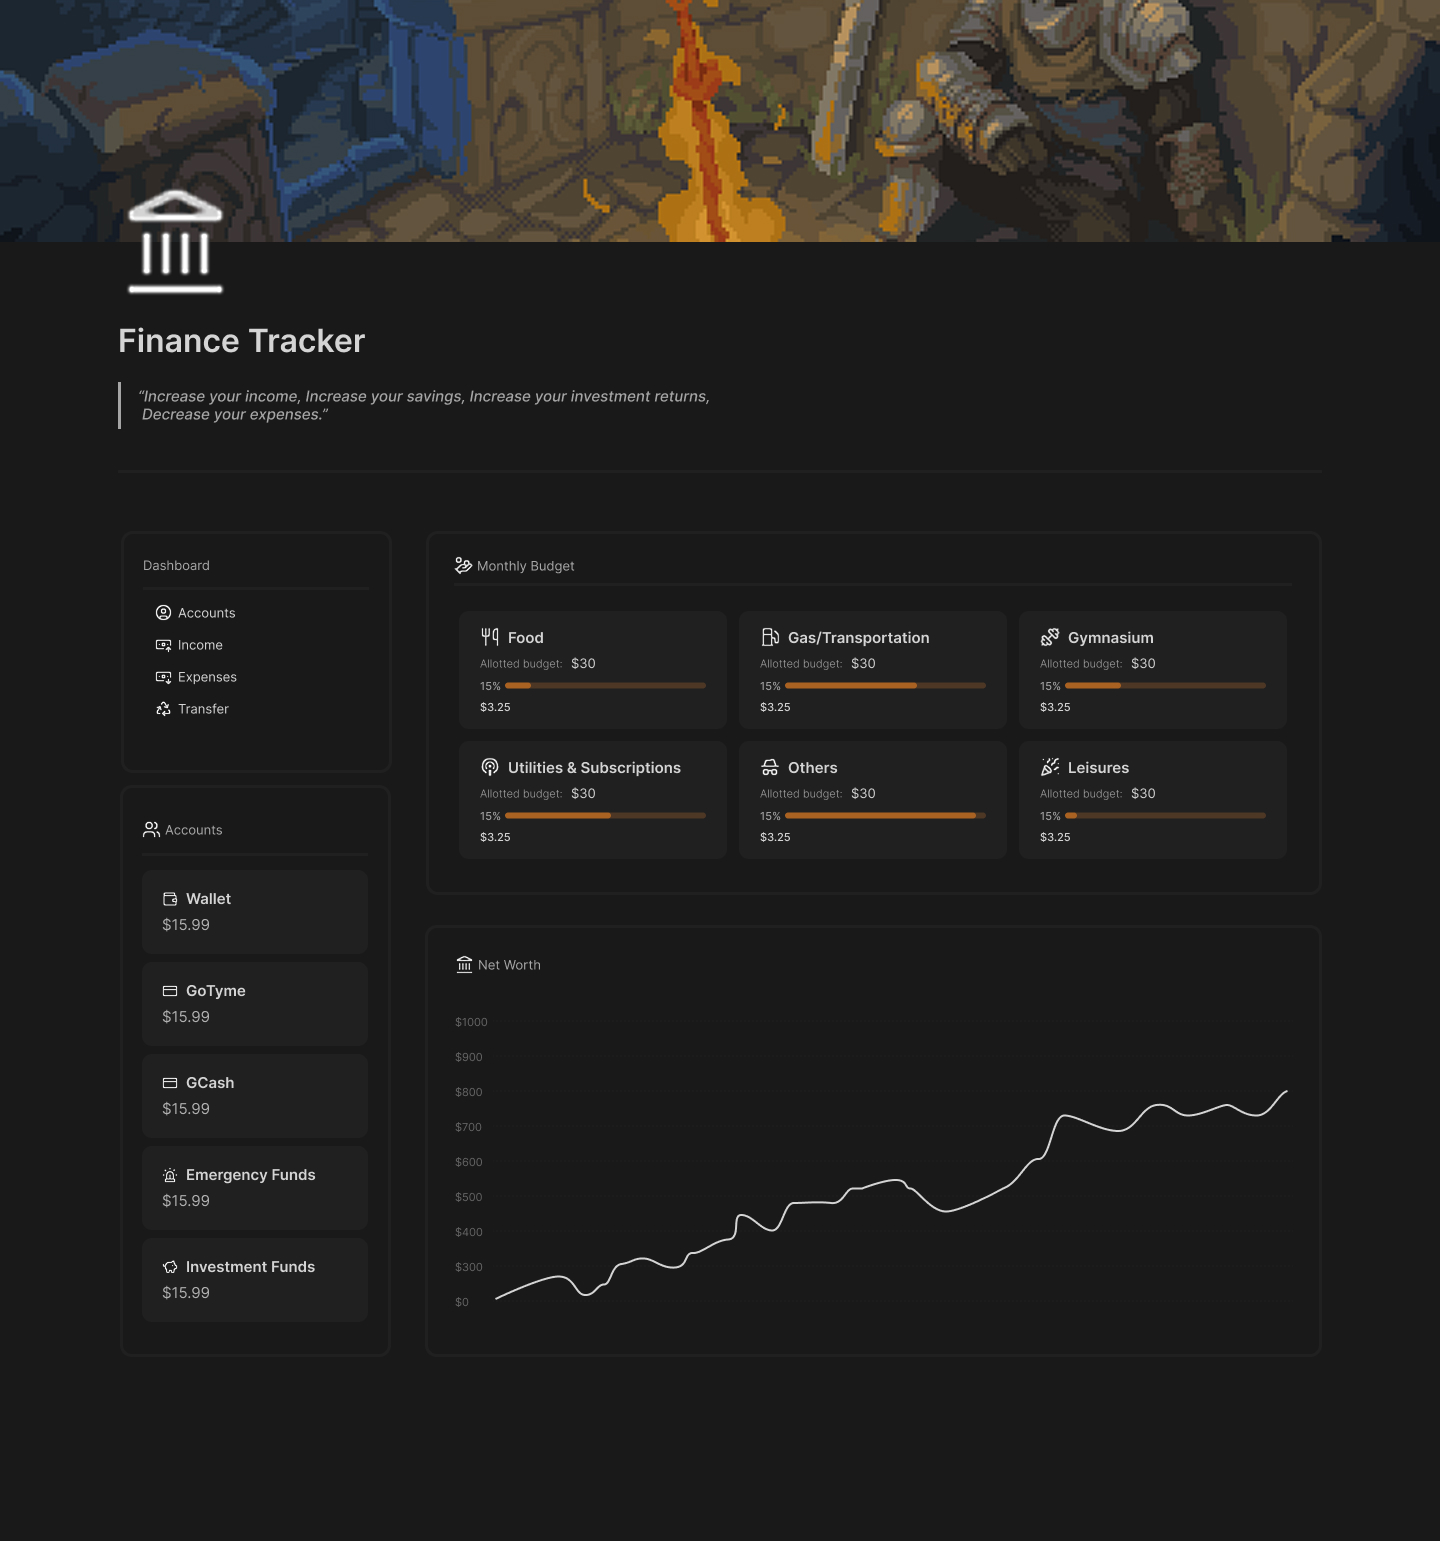 Finance Tracker
“Increase your income, Increase your savings, Increase your investment returns,
Decrease your expenses.”
Dashboard
Accounts
Income
Expenses
Transfer
Accounts
Wallet
$15.99
GoTyme
$15.99
GCash
$15.99
Emergency Funds
$15.99
Investment Funds
$15.99
Monthly Budget
Food
Allotted budget: $30
15%
$3.25
Gas/Transportation
Allotted budget: $30
15%
$3.25
Gymnasium
Allotted budget: $30
15%
$3.25
Utilities & Subscriptions
Allotted budget: $30
15%
$3.25
Others
Allotted budget: $30
15%
$3.25
Leisures
Allotted budget: $30
15%
$3.25
Net Worth
$1000
$900
$800
$700
$600
$500
$400
$300
$0